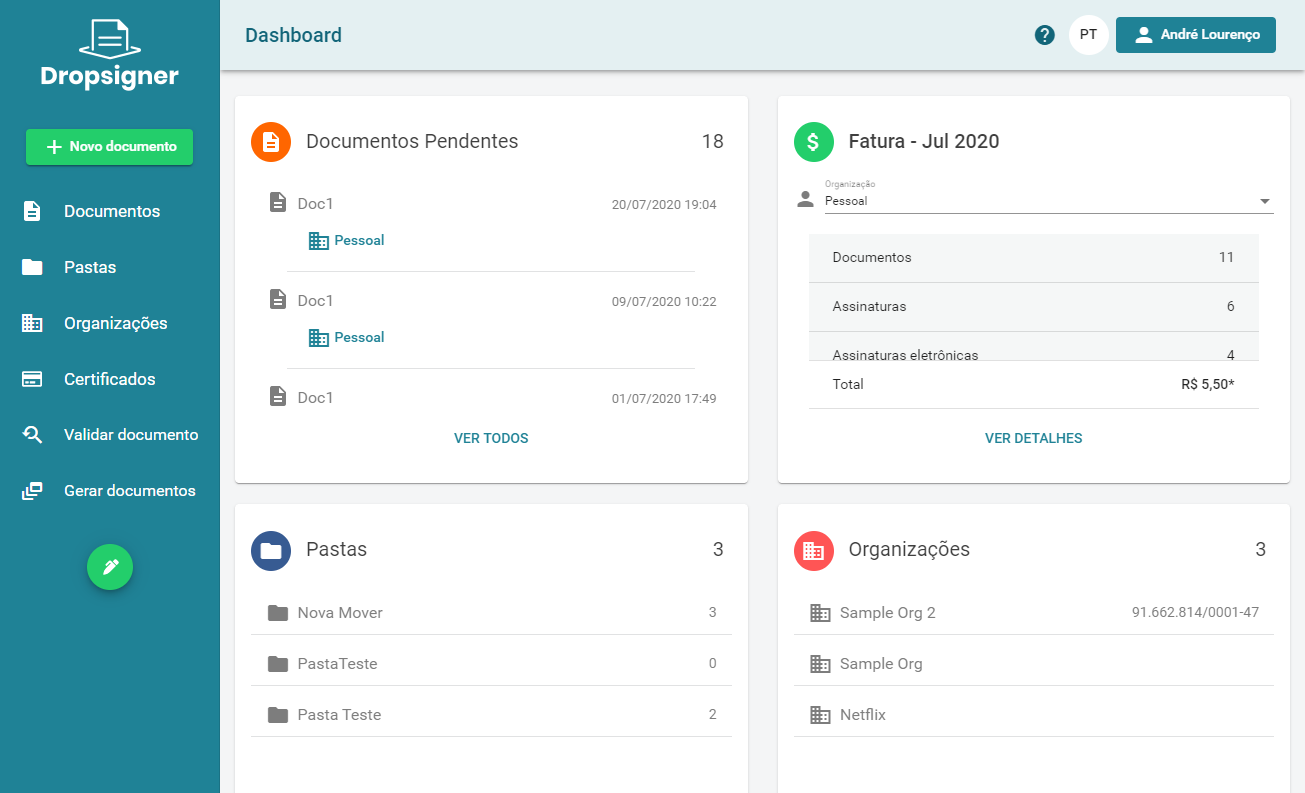 Dropsigner
Novo documento
Documentos
Pastas
Organizações
Certificados
Validar documento
Gerar documentos
Dashboard
?
PT
André Lourenço
Documentos Pendentes 18
Doc1 20/07/2020 19:04
Pessoal
Doc1 09/07/2020 10:22
Pessoal
Doc1 01/07/2020 17:49
VER TODOS
$
Fatura - Jul 2020
Organização
Pessoal
Documentos 11
Assinaturas 6
Assinaturas eletrônicas 4
Total R$ 5,50*
VER DETALHES
Pastas 3
Nova Mover 3
PastaTeste 0
Pasta Teste 2
Organizações 3
Sample Org 2 91.662.814/0001-47
Sample Org
Netflix